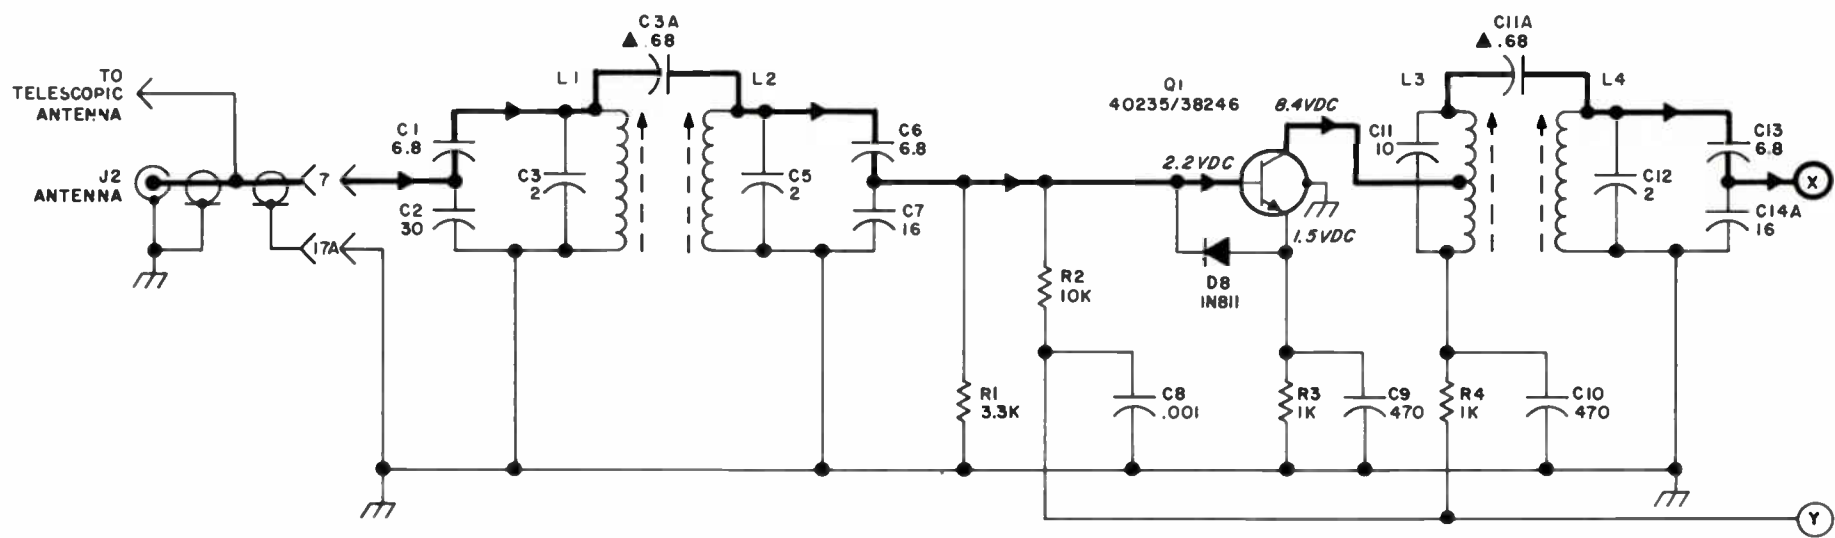 TO
TELESCOPIC
ANTENNA
J2
ANTENNA
7
17A
C1
6.8
C2
30
C3
2
L1
C3A
▲ .68
L2
C5
2
C6
6.8
C7
16
R1
3.3K
R2
10K
C8
.001
Q1
40235/38246
2.2VDC
8.4VDC
1.5VDC
D8
1N811
R3
1K
C9
470
R4
1K
C10
470
C11
10
L3
C11A
▲ .68
L4
C12
2
C13
6.8
C14A
16
X
Y